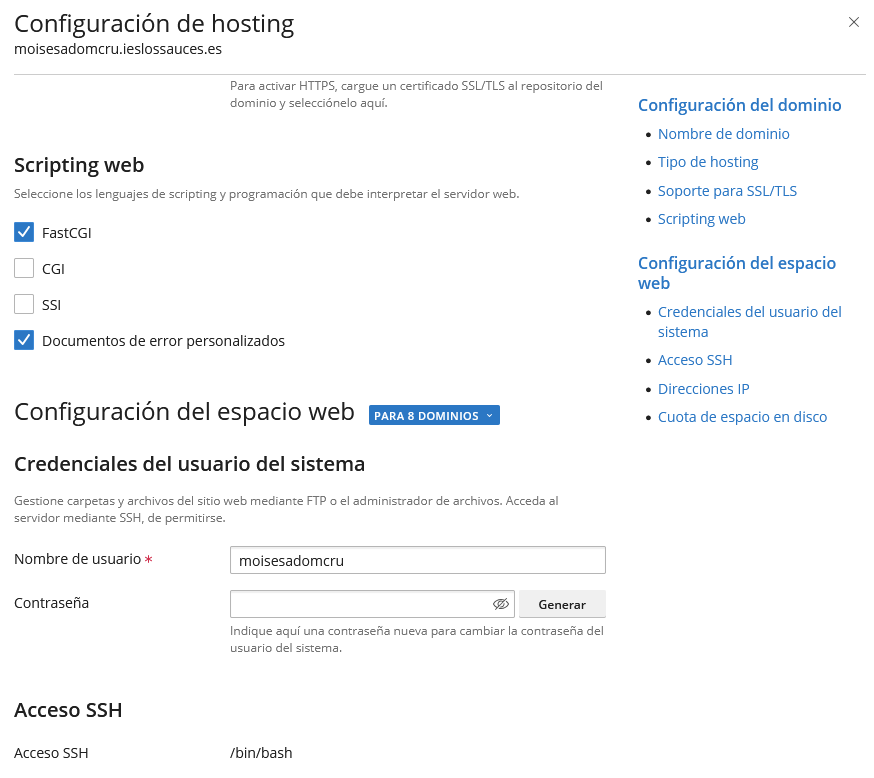 Configuración de hosting
moisesadomcru.ieslossauces.es
Para activar HTTPS, cargue un certificado SSL/TLS al repositorio del
dominio y selecciónelo aquí.
Scripting web
Seleccione los lenguajes de scripting y programación que debe interpretar el servidor web.
FastCGI
CGI
SSI
Documentos de error personalizados
Configuración del espacio web
PARA 8 DOMINIOS
Credenciales del usuario del sistema
Gestione carpetas y archivos del sitio web mediante FTP o el administrador de archivos. Acceda al
servidor mediante SSH, de permitirse.
Nombre de usuario *
moisesadomcru
Contraseña
Generar
Indique aquí una contraseña nueva para cambiar la contraseña del
usuario del sistema.
Acceso SSH
Acceso SSH
/bin/bash
Configuración del dominio
Nombre de dominio
Tipo de hosting
Soporte para SSL/TLS
Scripting web
Configuración del espacio
web
Credenciales del usuario del
sistema
Acceso SSH
Direcciones IP
Cuota de espacio en disco